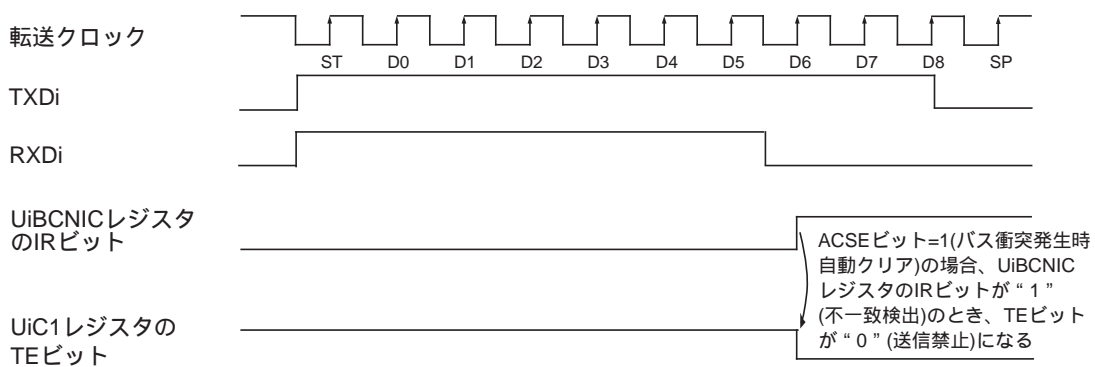 転送クロック
ST D0 D1 D2 D3 D4 D5 D6 D7 D8 SP
TXDi
RXDi
UiBCNICレジスタ
のIRビット
ACSEビット=1(バス衝突発生時
自動クリア)の場合、UiBCNIC
レジスタのIRビットが“1”
(不一致検出)のとき、TEビット
が“0”(送信禁止)になる
UiC1レジスタの
TEビット